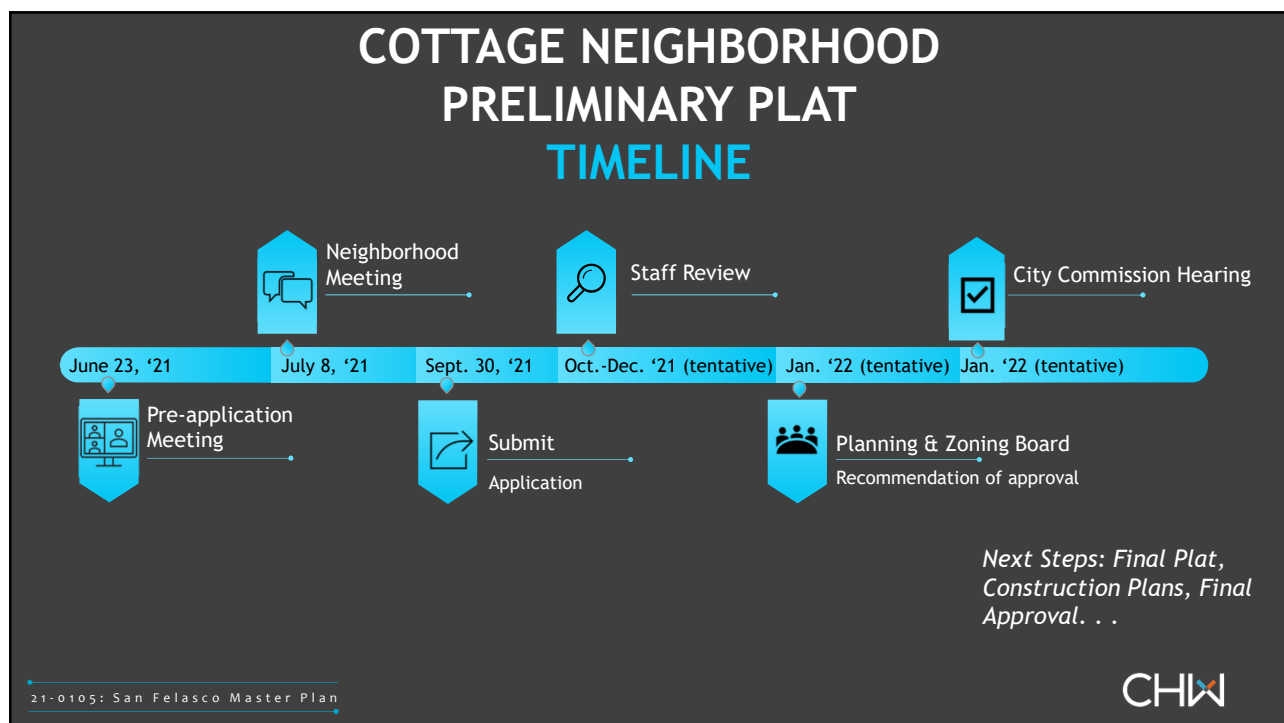 COTTAGE NEIGHBORHOOD
PRELIMINARY PLAT
TIMELINE
Neighborhood
Meeting
Staff Review
City Commission Hearing
June 23, ‘21
July 8, ‘21
Sept. 30, ‘21
Oct.-Dec. ‘21 (tentative)
Jan. ‘22 (tentative)
Jan. ‘22 (tentative)
Pre-application
Meeting
Submit
Application
Planning & Zoning Board
Recommendation of approval
Next Steps: Final Plat,
Construction Plans, Final
Approval. . .
21-0105: San Felasco Master Plan
CHW